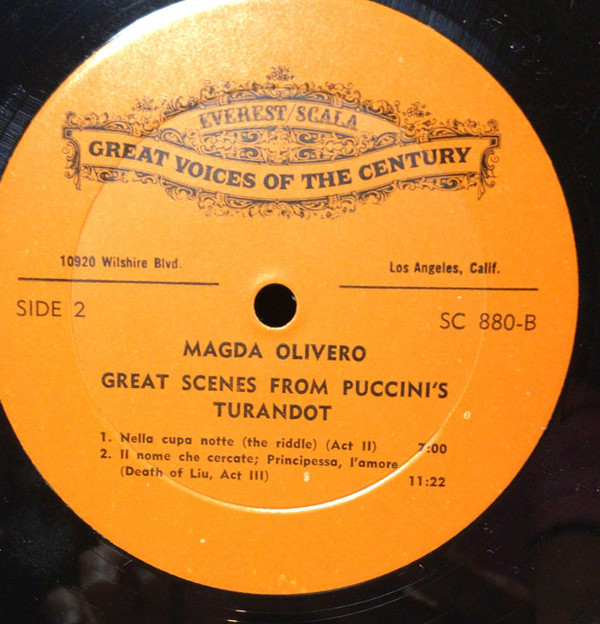 EVEREST/SCALA
GREAT VOICES OF THE CENTURY
10920 Wilshire Blvd.
Los Angeles, Calif.
SIDE 2
SC 880-B
MAGDA OLIVERO
GREAT SCENES FROM PUCCINI'S
TURANDOT
1. Nella cupa notte (the riddle) (Act II) 7:00
2. Il nome che cercate; Principessa, l'amore
(Death of Liu, Act III) 11:22